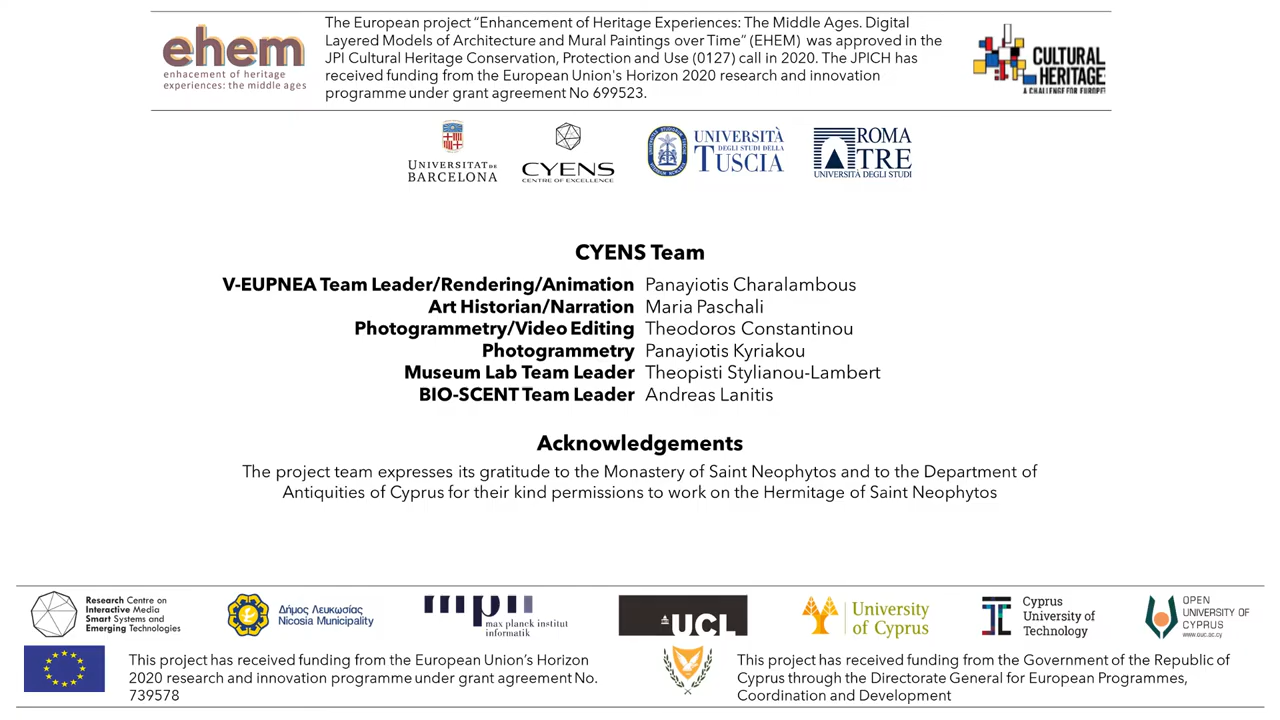 ehem
enhacement of heritage
experiences: the middle ages
The European project “Enhancement of Heritage Experiences: The Middle Ages. Digital
Layered Models of Architecture and Mural Paintings over Time” (EHEM) was approved in the
JPI Cultural Heritage Conservation, Protection and Use (0127) call in 2020. The JPICH has
received funding from the European Union's Horizon 2020 research and innovation
programme under grant agreement No 699523.
CULTURAL
HERITAGE
A CHALLENGE FOR EUROPE
UNIVERSITAT DE
BARCELONA
CYENS
CENTRE OF EXCELLENCE
UNIVERSITÀ
DEGLI STUDI DELLA
TUSCIA
ROMA
TRE
UNIVERSITÀ DEGLI STUDI
CYENS Team
V-EUPNEA Team Leader/Rendering/Animation Panayiotis Charalambous
Art Historian/Narration Maria Paschali
Photogrammetry/Video Editing Theodoros Constantinou
Photogrammetry Panayiotis Kyriakou
Museum Lab Team Leader Theopisti Stylianou-Lambert
BIO-SCENT Team Leader Andreas Lanitis
Acknowledgements
The project team expresses its gratitude to the Monastery of Saint Neophytos and to the Department of
Antiquities of Cyprus for their kind permissions to work on the Hermitage of Saint Neophytos
Research Centre on
Interactive Media
Smart Systems and
Emerging Technologies
Δήμος Λευκωσίας
Nicosia Municipality
max planck institut
informatik
UCL
University
of Cyprus
Cyprus
University of
Technology
OPEN
UNIVERSITY OF
CYPRUS
www.ouc.ac.cy
This project has received funding from the European Union’s Horizon
2020 research and innovation programme under grant agreement No.
739578
This project has received funding from the Government of the Republic of
Cyprus through the Directorate General for European Programmes,
Coordination and Development